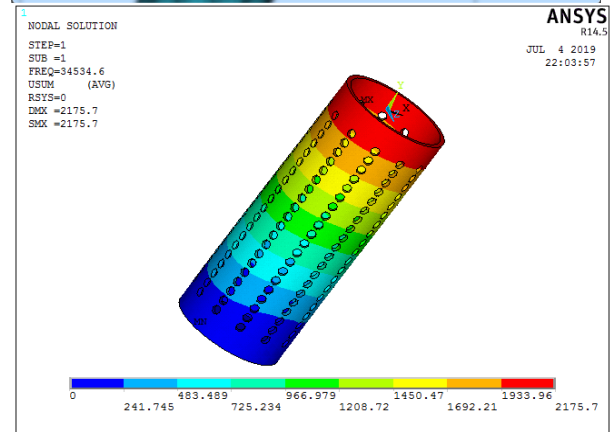 1
NODAL SOLUTION
STEP=1
SUB =1
FREQ=34534.6
USUM (AVG)
RSYS=0
DMX =2175.7
SMX =2175.7
ANSYS
R14.5
JUL 4 2019
22:03:57
Y
MX
X
Z
MX
0 483.489 966.979 1450.47 1933.96
241.745 725.234 1208.72 1692.21 2175.7